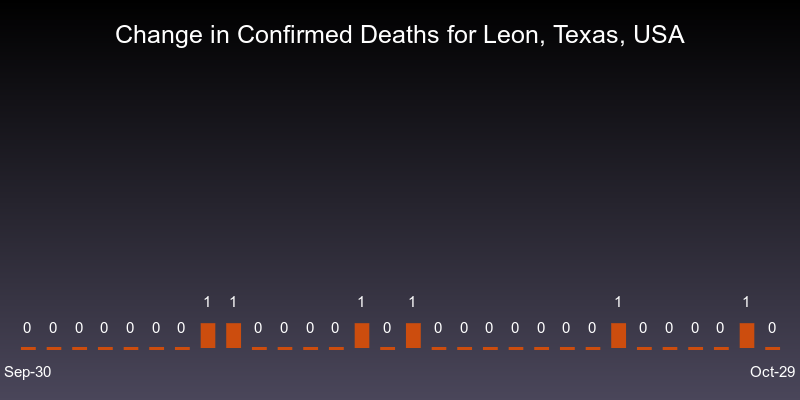 Change in Confirmed Deaths for Leon, Texas, USA
1 1 1 1 1 1
0 0 0 0 0 0 0 0 0 0 0 0 0 0 0 0 0 0 0 0 0 0 0 0
Sep-30 Oct-29